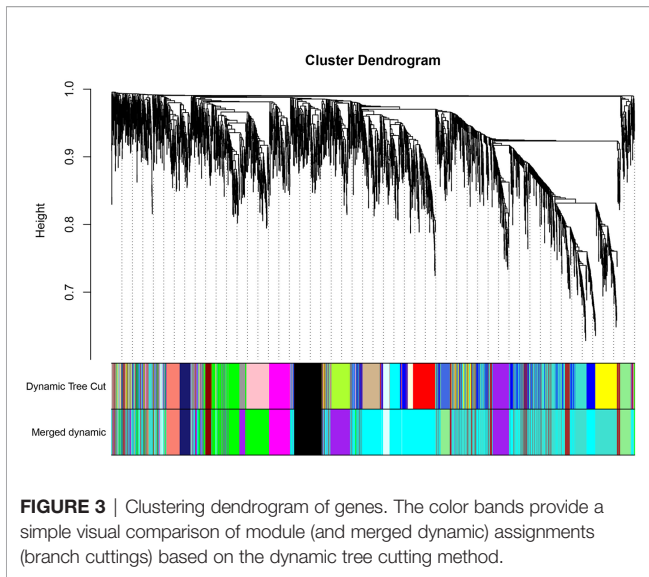 Cluster Dendrogram
1.0
0.9
0.8
0.7
Height
Dynamic Tree Cut
Merged dynamic
FIGURE 3 | Clustering dendrogram of genes. The color bands provide a
simple visual comparison of module (and merged dynamic) assignments
(branch cuttings) based on the dynamic tree cutting method.